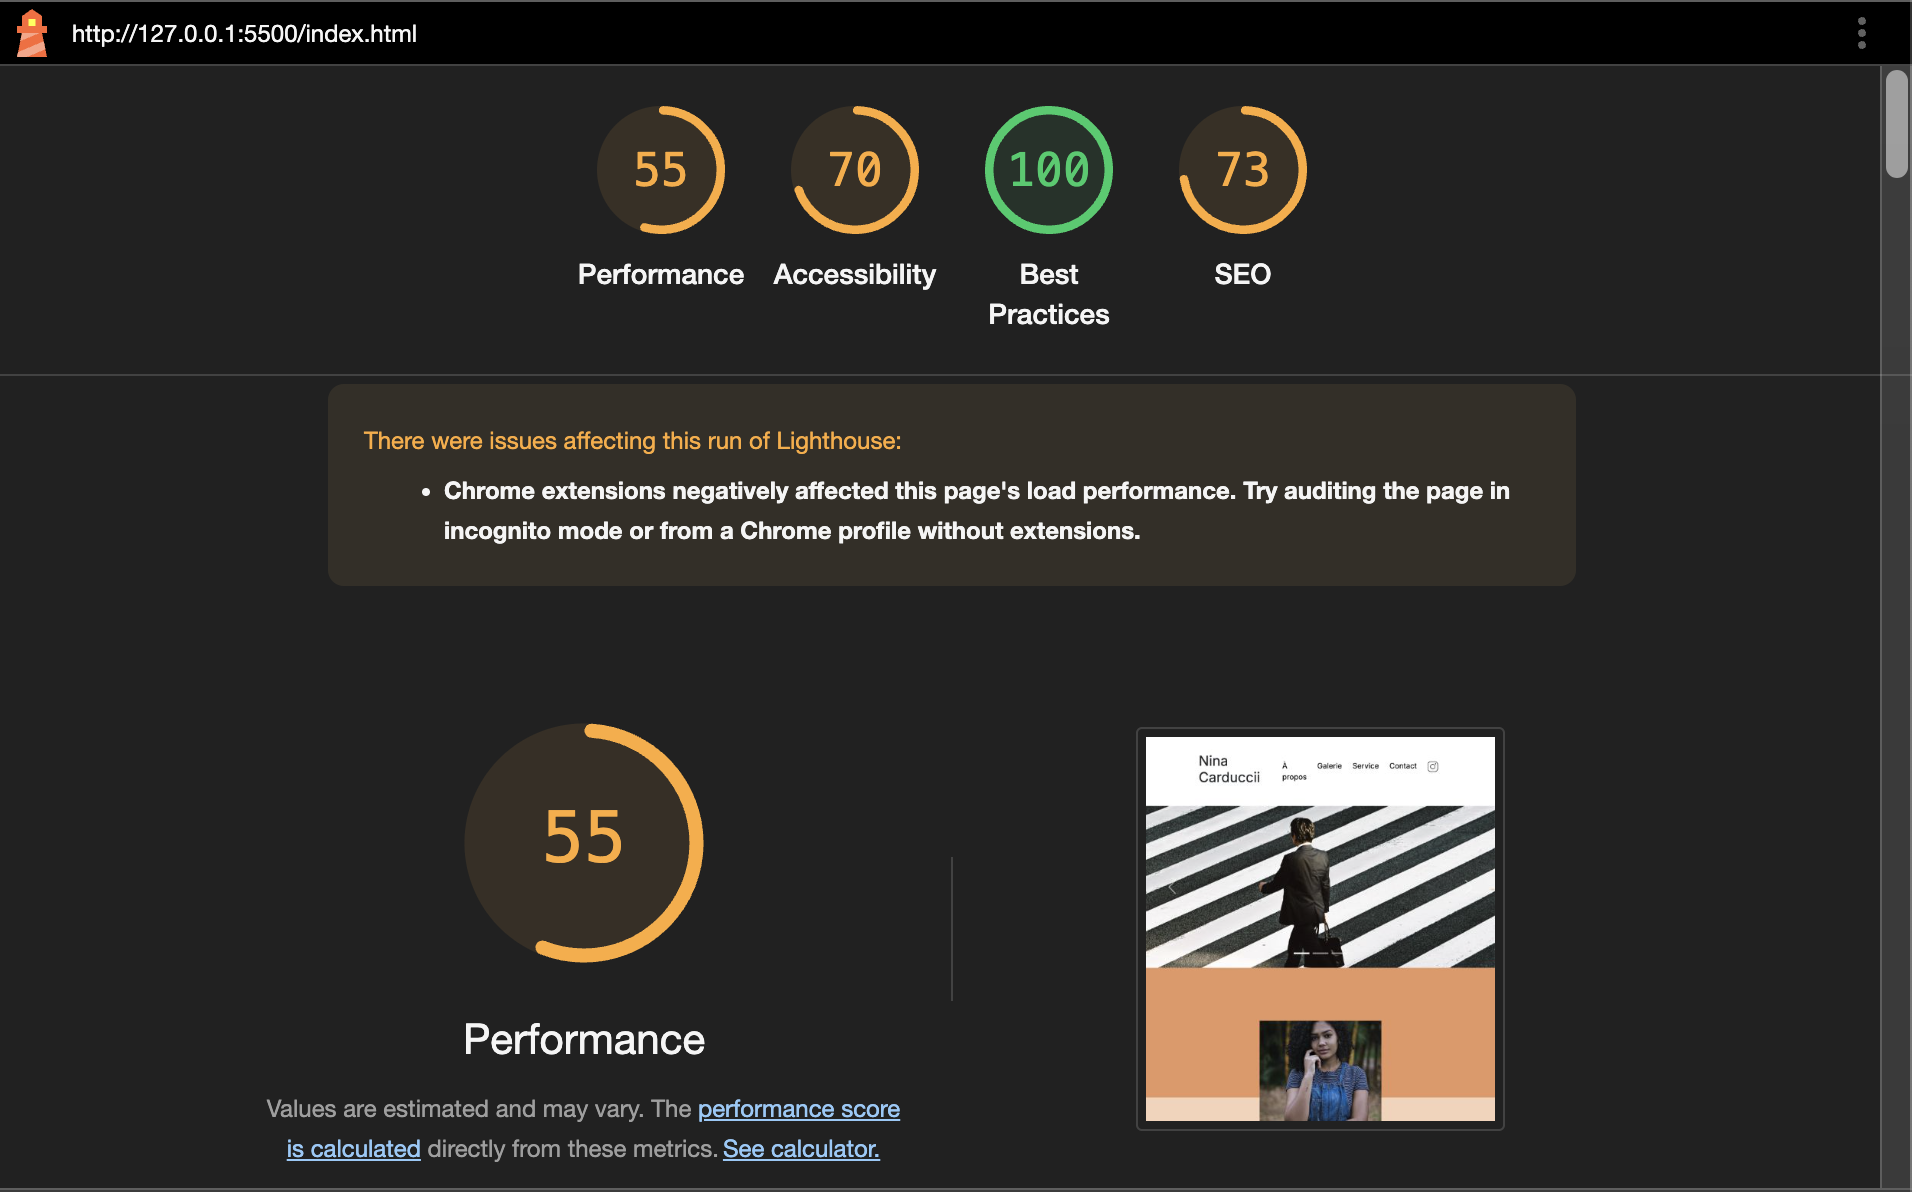 http://127.0.0.1:5500/index.html
55
70
100
73
Performance
Accessibility
Best
Practices
SEO
There were issues affecting this run of Lighthouse:
• Chrome extensions negatively affected this page's load performance. Try auditing the page in
incognito mode or from a Chrome profile without extensions.
55
Performance
Values are estimated and may vary. The performance score
is calculated directly from these metrics. See calculator.
Nina
Carduccii
À
propos
Galerie
Service
Contact